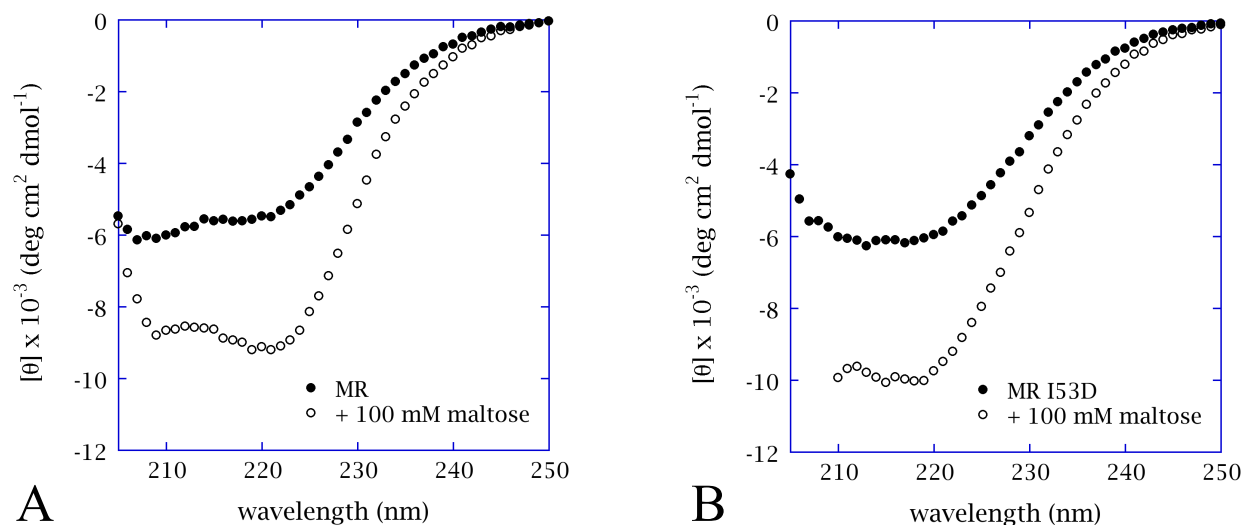 0
-2
-4
-6
-8
-10
-12
[θ] x 10-3 (deg cm2 dmol-1)
MR
+ 100 mM maltose
210 220 230 240 250
wavelength (nm)
A
0
-2
-4
-6
-8
-10
-12
[θ] x 10-3 (deg cm2 dmol-1)
MR I53D
+ 100 mM maltose
210 220 230 240 250
wavelength (nm)
B